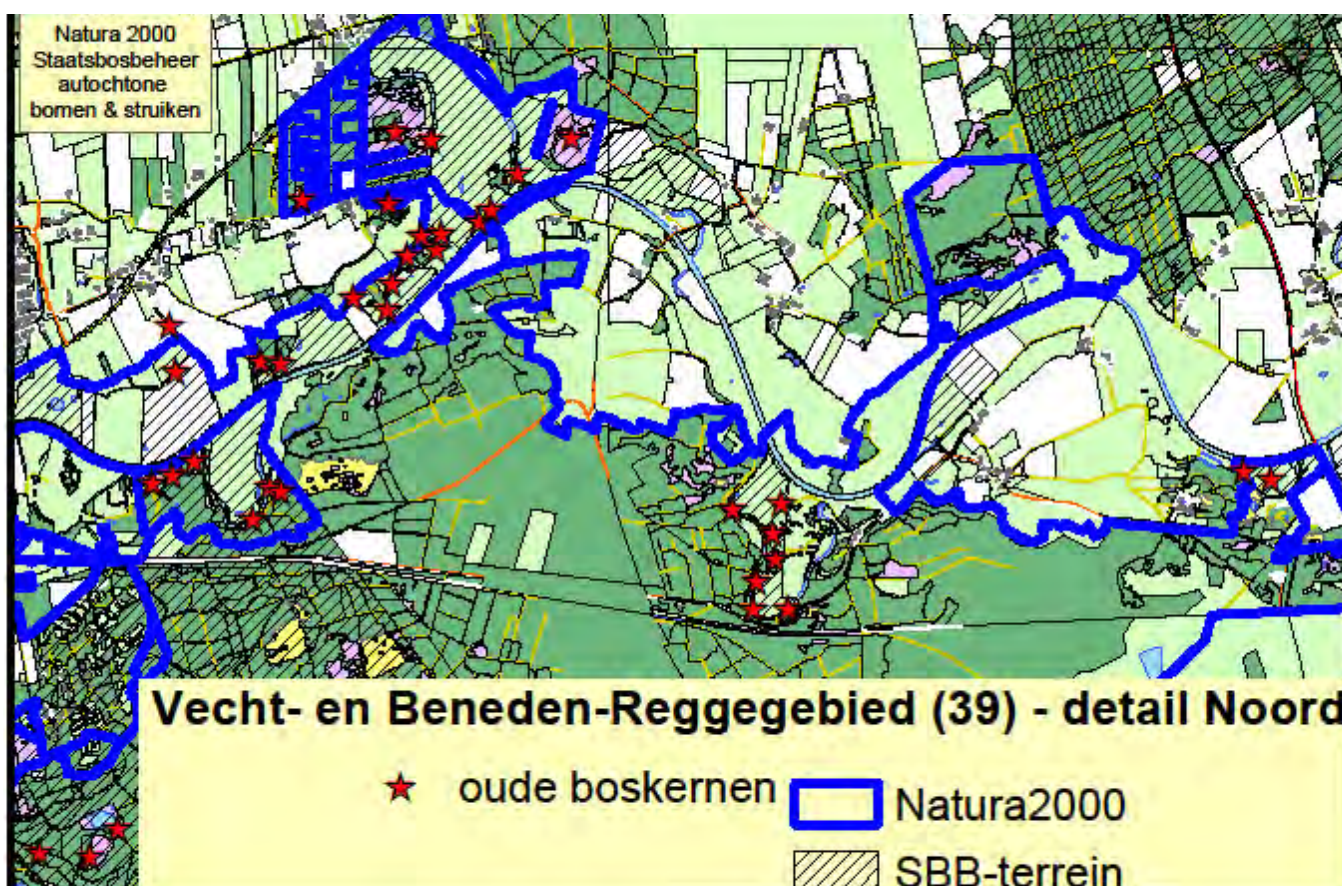 Natura 2000
Staatsbosbeheer
autochtone
bomen & struiken
Vecht- en Beneden-Reggegebied (39) - detail Noord
oude boskernen
Natura2000
SBB-terrein